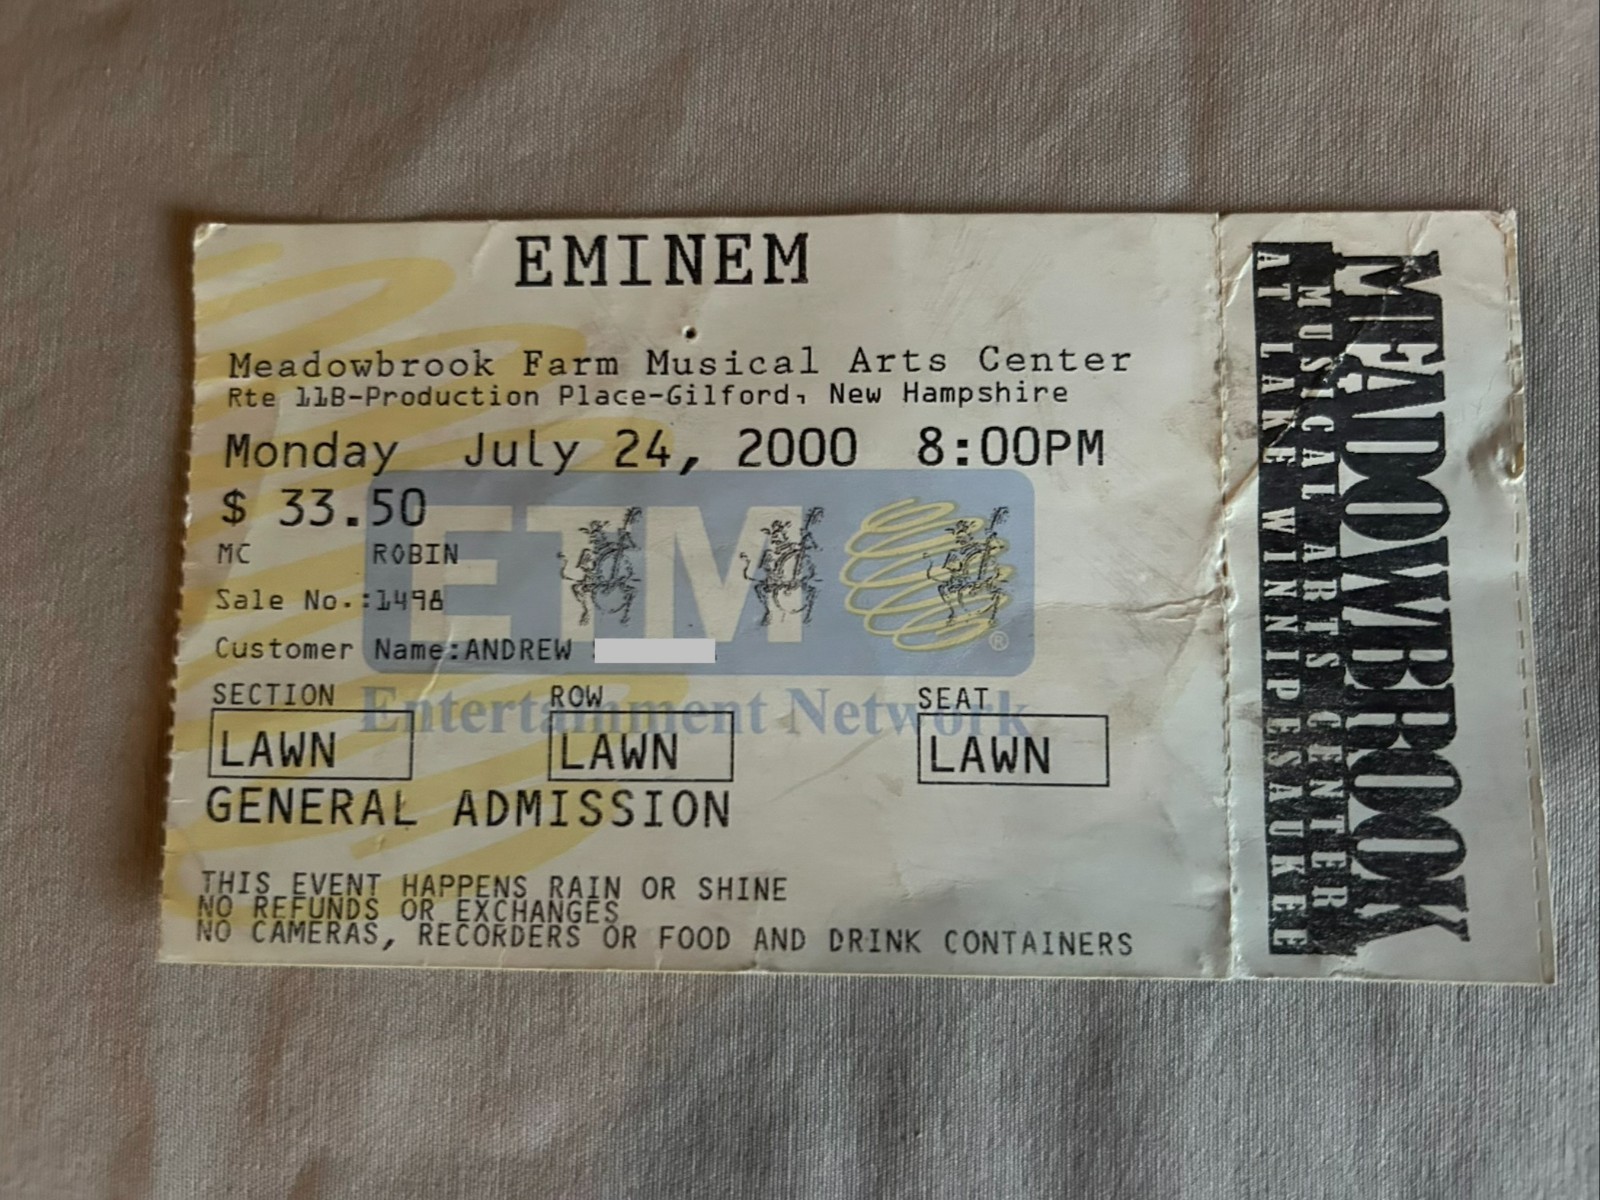 EMINEM
Meadowbrook Farm Musical Arts Center
Rte 11B-Production Place-Gilford, New Hampshire
Monday July 24, 2000 8:00PM
$ 33.50
MC ROBIN
Sale No.:1498
Customer Name:ANDREW
ETM ®
Entertainment Network
SECTION ROW SEAT
LAWN LAWN LAWN
GENERAL ADMISSION
THIS EVENT HAPPENS RAIN OR SHINE
NO REFUNDS OR EXCHANGES
NO CAMERAS, RECORDERS OR FOOD AND DRINK CONTAINERS
MEADOWBROOK
MUSICAL ARTS CENTER
AT LAKE WINNIPESAUKEE